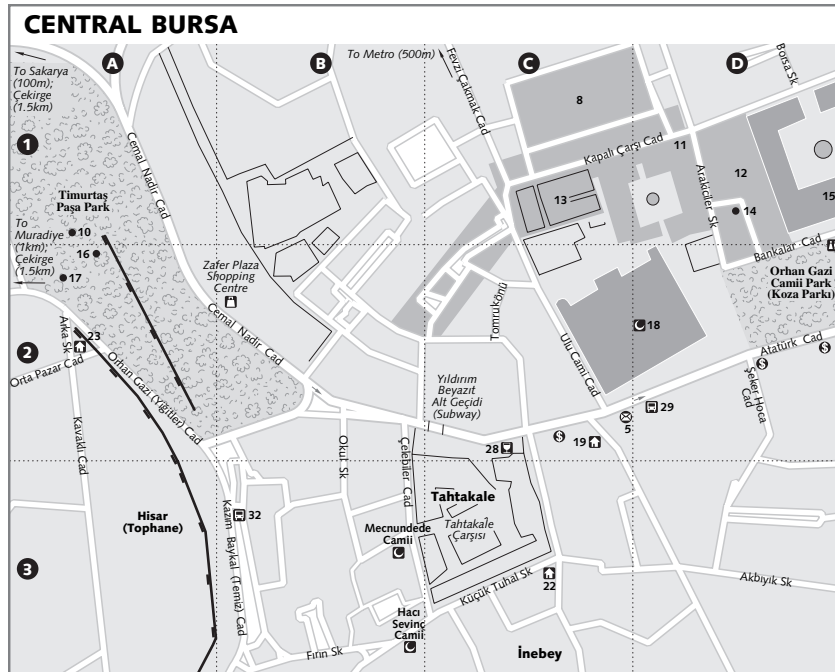 CENTRAL BURSA
A
B
C
D
1
2
3
To Sakarya
(100m);
Çekirge
(1.5km)
To Metro (500m)
Fevzi Çakmak Cad
Borsa Sk
8
Kapalı Çarşı Cad
11
Cemal Nadir Cad
12
Arakiciler Sk
13
14
15
Timurtaş
Paşa Park
10
To
Muradiye
(1km);
Çekirge
(1.5km)
16
17
Bankalar Cad
Zafer Plaza
Shopping
Centre
Orhan Gazi
Camii Park
(Koza Parkı)
Tomrukönü
18
Cemal Nadir Cad
Ulu Cami Cad
Atatürk Cad
Arka Sk
23
Orta Pazar Cad
Orhan Gazi (Yiğitler) Cad
Yıldırım
Beyazıt
Alt Geçidi
(Subway)
Şeker Hoca
Cad
29
5
19
28
Kavaklı Cad
Okul Sk
Çelebiler Cad
Tahtakale
Tahtakale
Çarşısı
Hisar
(Tophane)
32
Kazım Baykal (Temiz) Cad
Mecnundede
Camii
Küçük Tuhal Sk
22
Akbıyık Sk
Hacı
Sevinç
Camii
Fırın Sk
İnebey